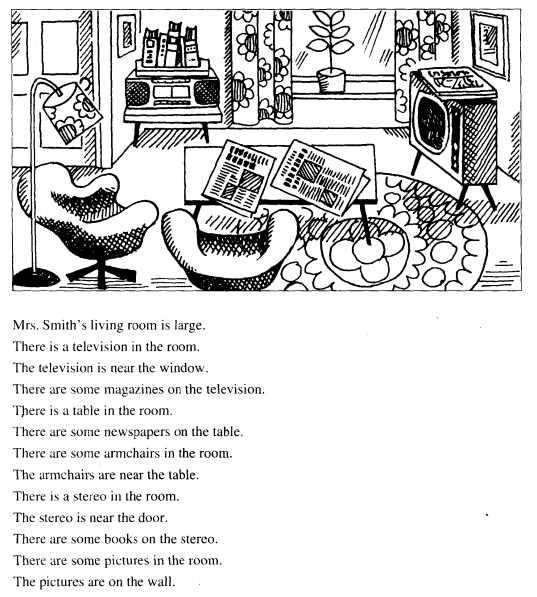 Mrs. Smith's living room is large.
There is a television in the room.
The television is near the window.
There are some magazines on the television.
There is a table in the room.
There are some newspapers on the table.
There are some armchairs in the room.
The armchairs are near the table.
There is a stereo in the room.
The stereo is near the door.
There are some books on the stereo.
There are some pictures in the room.
The pictures are on the wall.